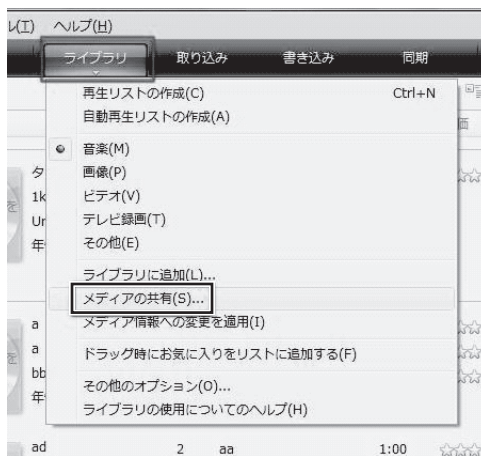 ル(T) ヘルプ(H)
ライブラリ 取り込み 書き込み 同期
再生リストの作成(C) Ctrl+N
自動再生リストの作成(A)
音楽(M)
画像(P)
ビデオ(V)
テレビ録画(T)
その他(E)
ライブラリに追加(L)...
メディアの共有(S)...
メディア情報への変更を適用(I)
ドラッグ時にお気に入りをリストに追加する(F)
その他のオプション(O)...
ライブラリの使用についてのヘルプ(H)
価
タ
1k
を
Ur
年
a
a
bb
年
ad 2 aa 1:00